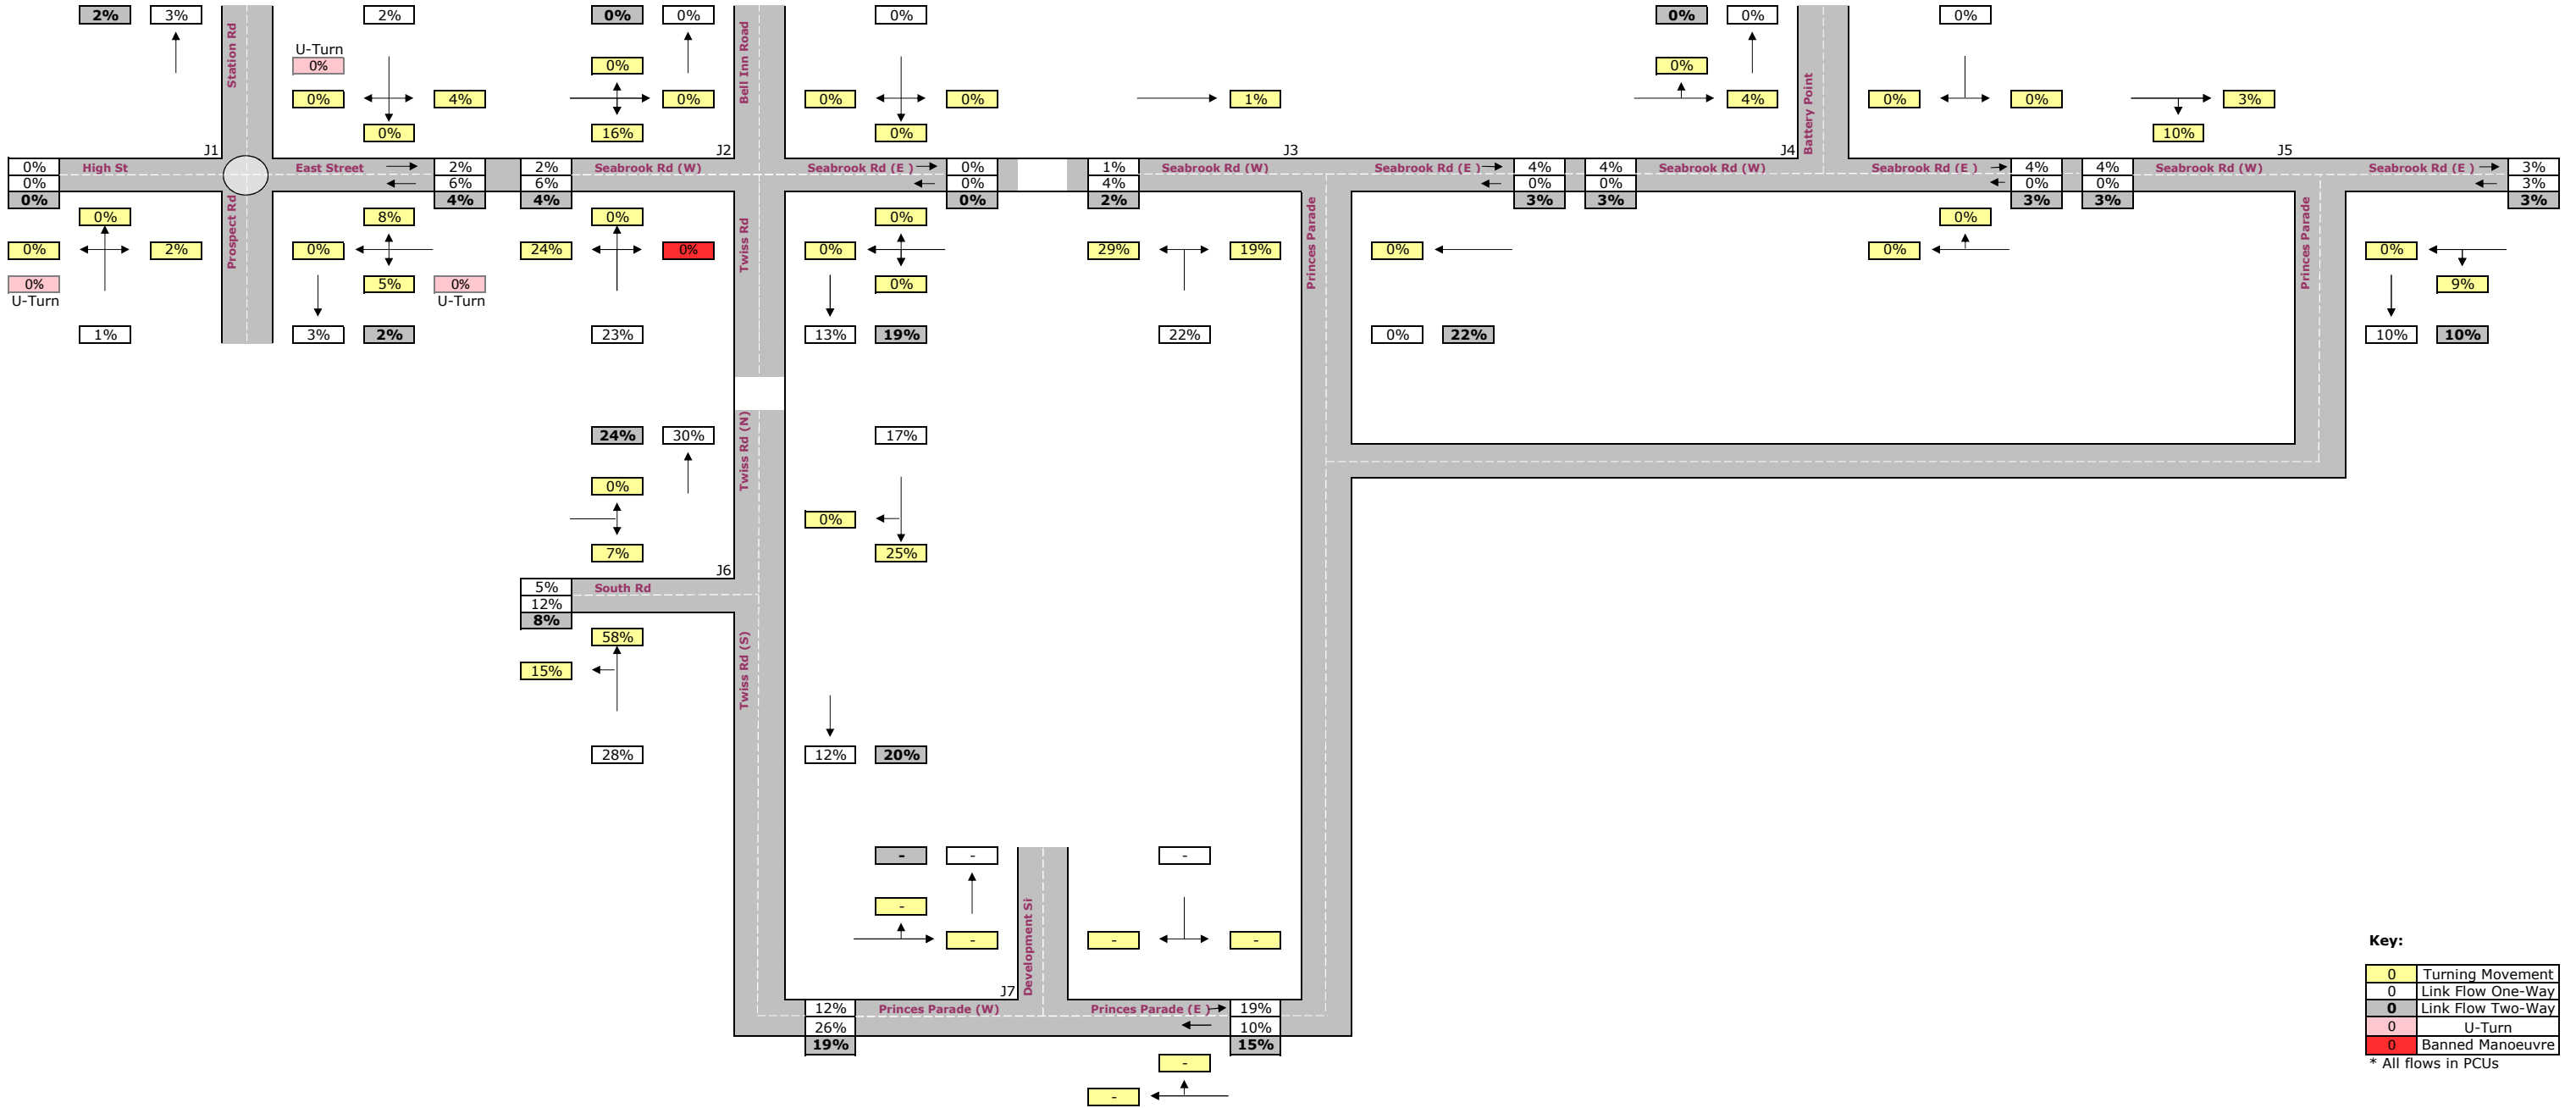 2% 3% 2% 0% 0% 0% 0% 0% 0%
U-Turn
0% 0% 0%
0% 4% 0% 0% 0% 1% 4% 0% 0% 3%
0% 16% 0% 10%
Station Rd
Bell Inn Road
Battery Point
J1 J2 J3 J4 J5
0% High St East Street 2% 2% Seabrook Rd (W) Seabrook Rd (E ) 0% 1% Seabrook Rd (W) Seabrook Rd (E ) 4% 4% Seabrook Rd (W) Seabrook Rd (E ) 4% 4% Seabrook Rd (W) Seabrook Rd (E ) 3%
0% 6% 6% 0% 4% 0% 0% 0% 0% 3%
0% 4% 4% 0% 2% 3% 3% 3% 3% 3%
Prospect Rd
Twiss Rd
Princes Parade
Princes Parade
0% 8% 0% 0% 0%
0% 2% 0% 24% 0% 0% 29% 19% 0% 0% 0%
0% 5% 0% 0% 9%
U-Turn U-Turn
1% 3% 2% 23% 13% 19% 22% 0% 22% 10% 10%
Twiss Rd (N)
24% 30% 17%
0%
0%
7% 25%
J6
5% South Rd
12%
8%
58%
15%
Twiss Rd (S)
28% 12% 20%
- - -
-
- - -
Development Si
J7
12% Princes Parade (W) Princes Parade (E ) 19%
26% 10%
19% 15%
-
-
Key:
0 Turning Movement
0 Link Flow One-Way
0 Link Flow Two-Way
0 U-Turn
0 Banned Manoeuvre
* All flows in PCUs